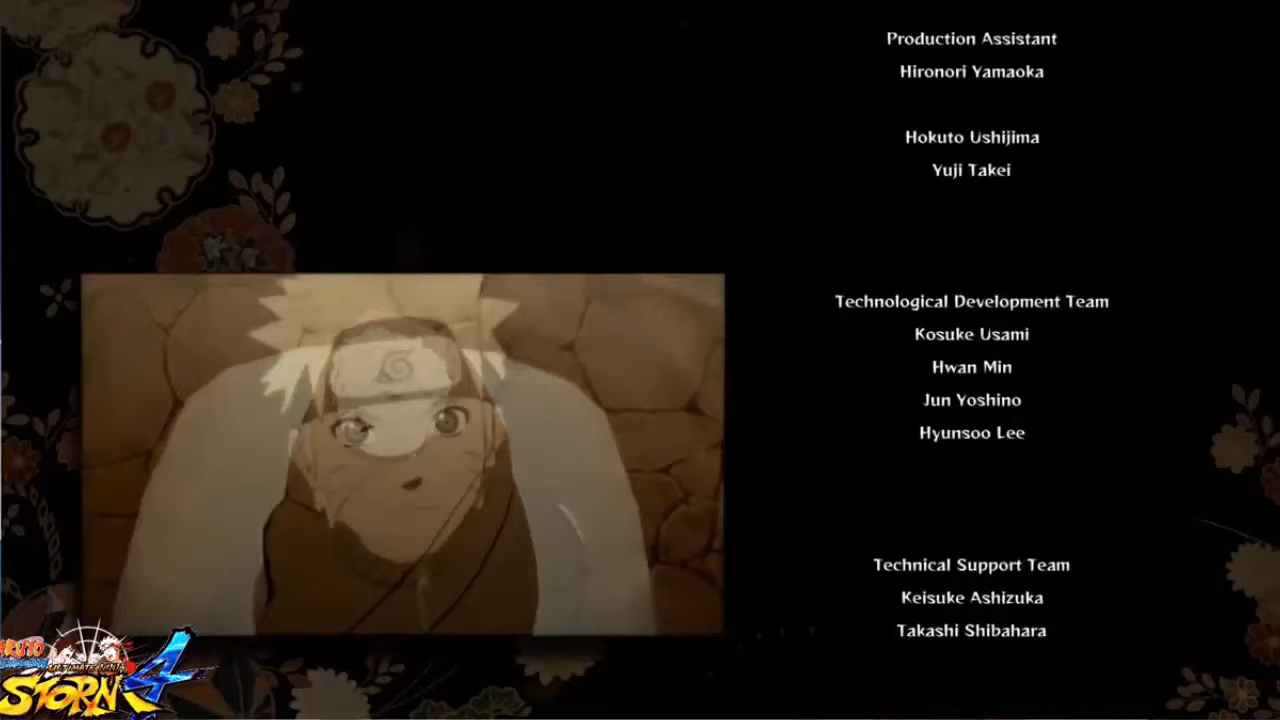 Production Assistant
Hironori Yamaoka
Hokuto Ushijima
Yuji Takei
Technological Development Team
Kosuke Usami
Hwan Min
Jun Yoshino
Hyunsoo Lee
Technical Support Team
Keisuke Ashizuka
Takashi Shibahara
STORM 4